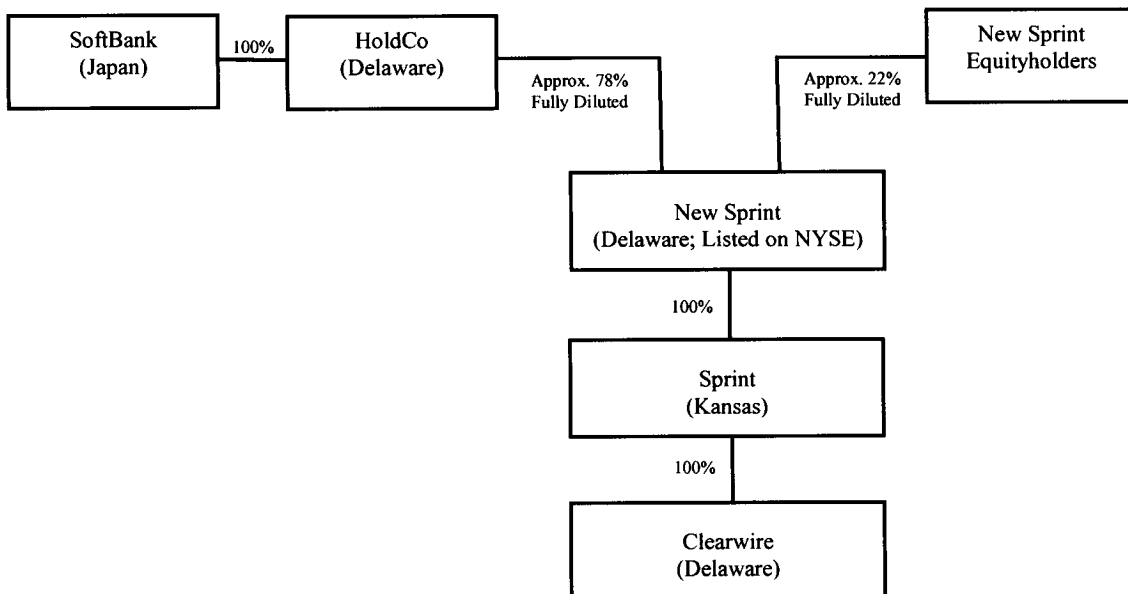 SoftBank
(Japan)
100%
HoldCo
(Delaware)
Approx. 78%
Fully Diluted
Approx. 22%
Fully Diluted
New Sprint
Equityholders
New Sprint
(Delaware; Listed on NYSE)
100%
Sprint
(Kansas)
100%
Clearwire
(Delaware)